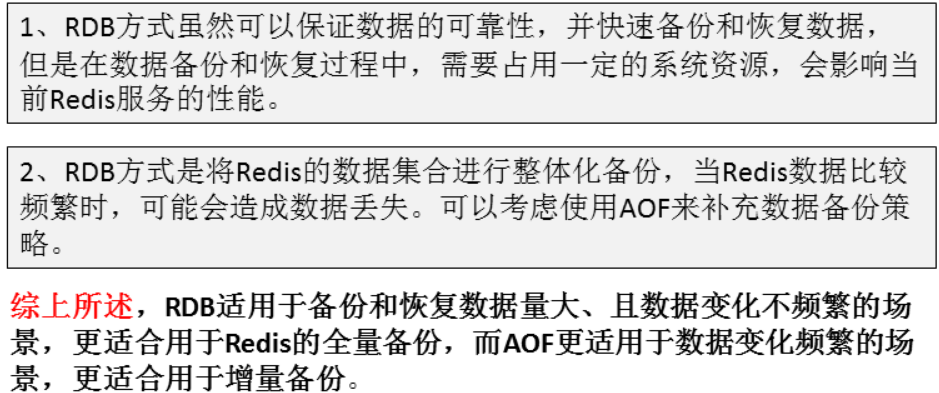 1、RDB方式虽然可以保证数据的可靠性，并快速备份和恢复数据，
但是在数据备份和恢复过程中，需要占用一定的系统资源，会影响当
前Redis服务的性能。
2、RDB方式是将Redis的数据集合进行整体化备份，当Redis数据比较
频繁时，可能会造成数据丢失。可以考虑使用AOF来补充数据备份策
略。
综上所述，RDB适用于备份和恢复数据量大、且数据变化不频繁的场
景，更适合用于Redis的全量备份，而AOF更适用于数据变化频繁的场
景，更适合用于增量备份。